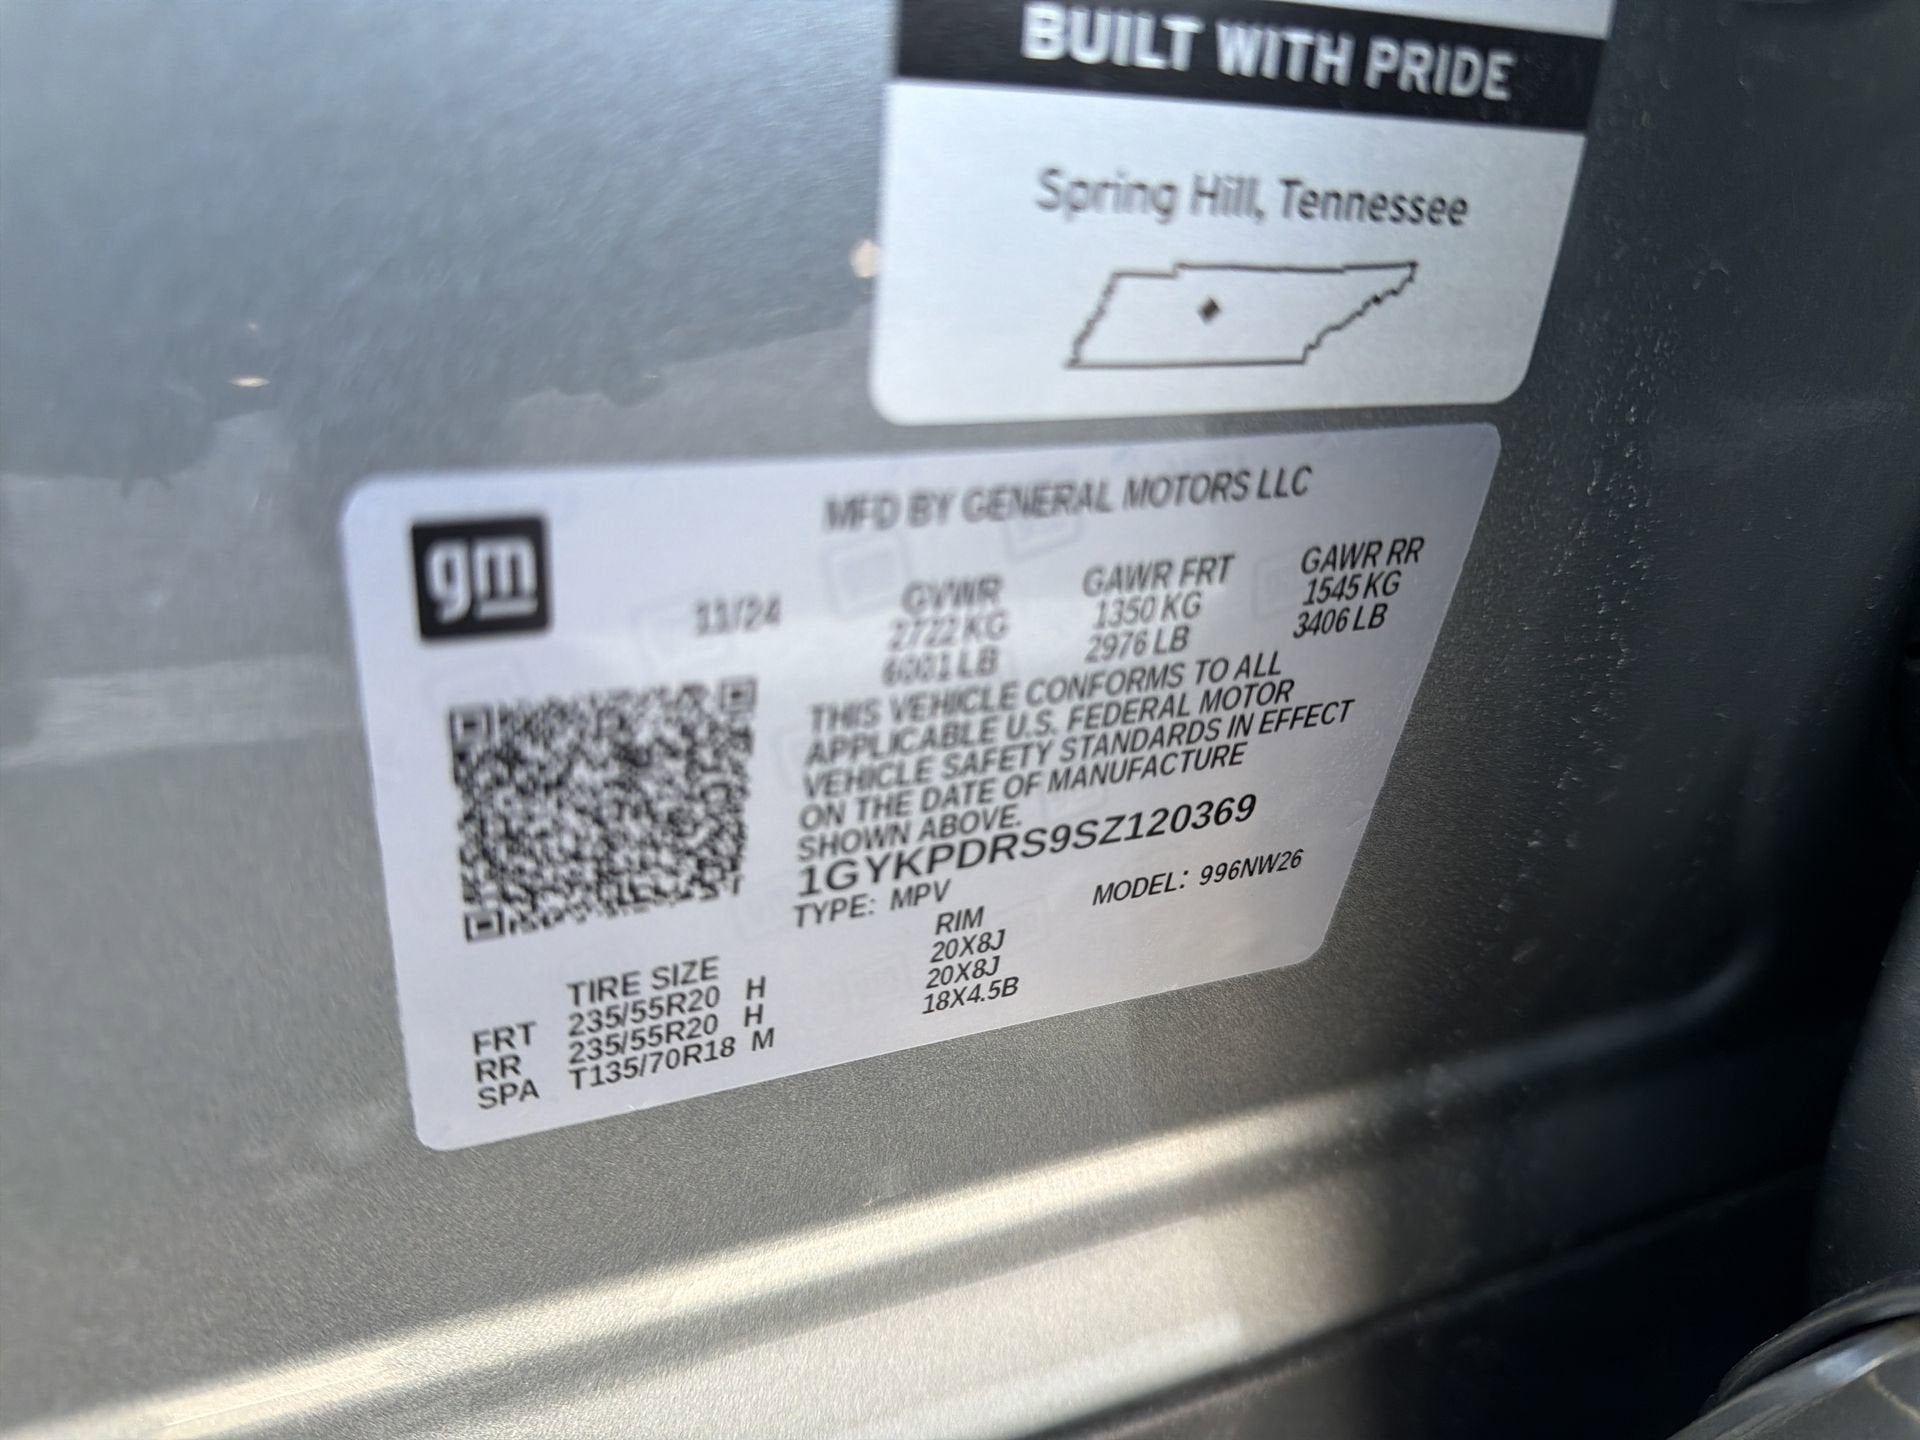 BUILT WITH PRIDE
Spring Hill, Tennessee
gm
MFD BY GENERAL MOTORS LLC
11/24 GVWR GAWR FRT GAWR RR
2722 KG 1350 KG 1545 KG
6001 LB 2976 LB 3406 LB
THIS VEHICLE CONFORMS TO ALL
APPLICABLE U.S. FEDERAL MOTOR
VEHICLE SAFETY STANDARDS IN EFFECT
ON THE DATE OF MANUFACTURE
SHOWN ABOVE.
1GYKPDRS9SZ120369
TYPE: MPV MODEL: 996NW26
TIRE SIZE RIM
FRT 235/55R20 H 20X8J
RR 235/55R20 H 20X8J
SPA T135/70R18 M 18X4.5B